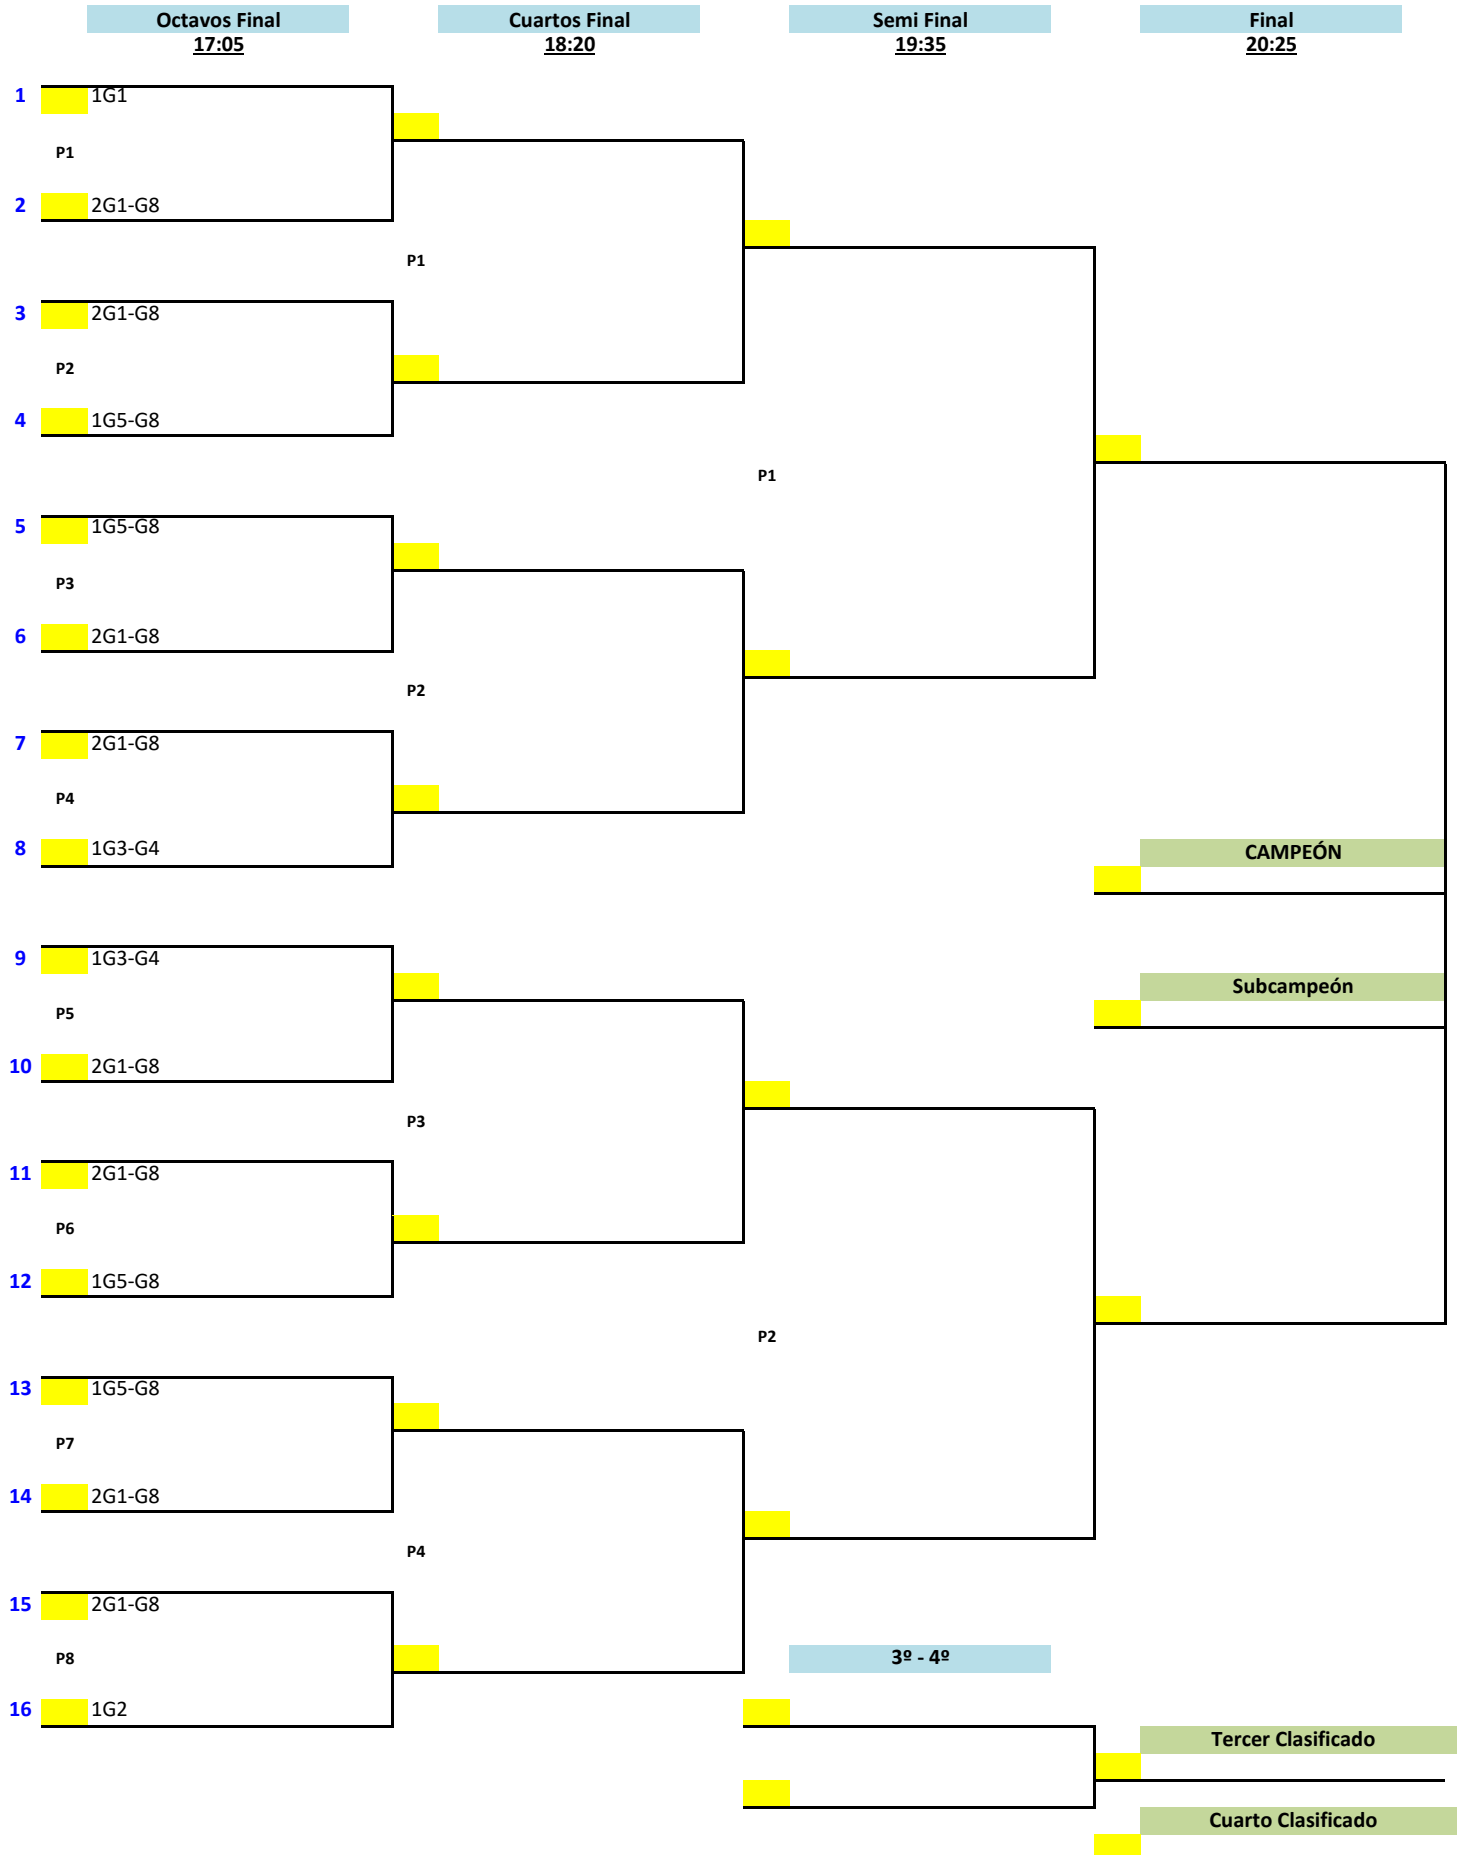 Octavos Final
17:05
Cuartos Final
18:20
Semi Final
19:35
Final
20:25
1 1G1
P1
2 2G1-G8
P1
3 2G1-G8
P2
4 1G5-G8
P1
5 1G5-G8
P3
6 2G1-G8
P2
7 2G1-G8
P4
8 1G3-G4
CAMPEÓN
9 1G3-G4
Subcampeón
P5
10 2G1-G8
P3
11 2G1-G8
P6
12 1G5-G8
P2
13 1G5-G8
P7
14 2G1-G8
P4
15 2G1-G8
P8
3º - 4º
16 1G2
Tercer Clasificado
Cuarto Clasificado